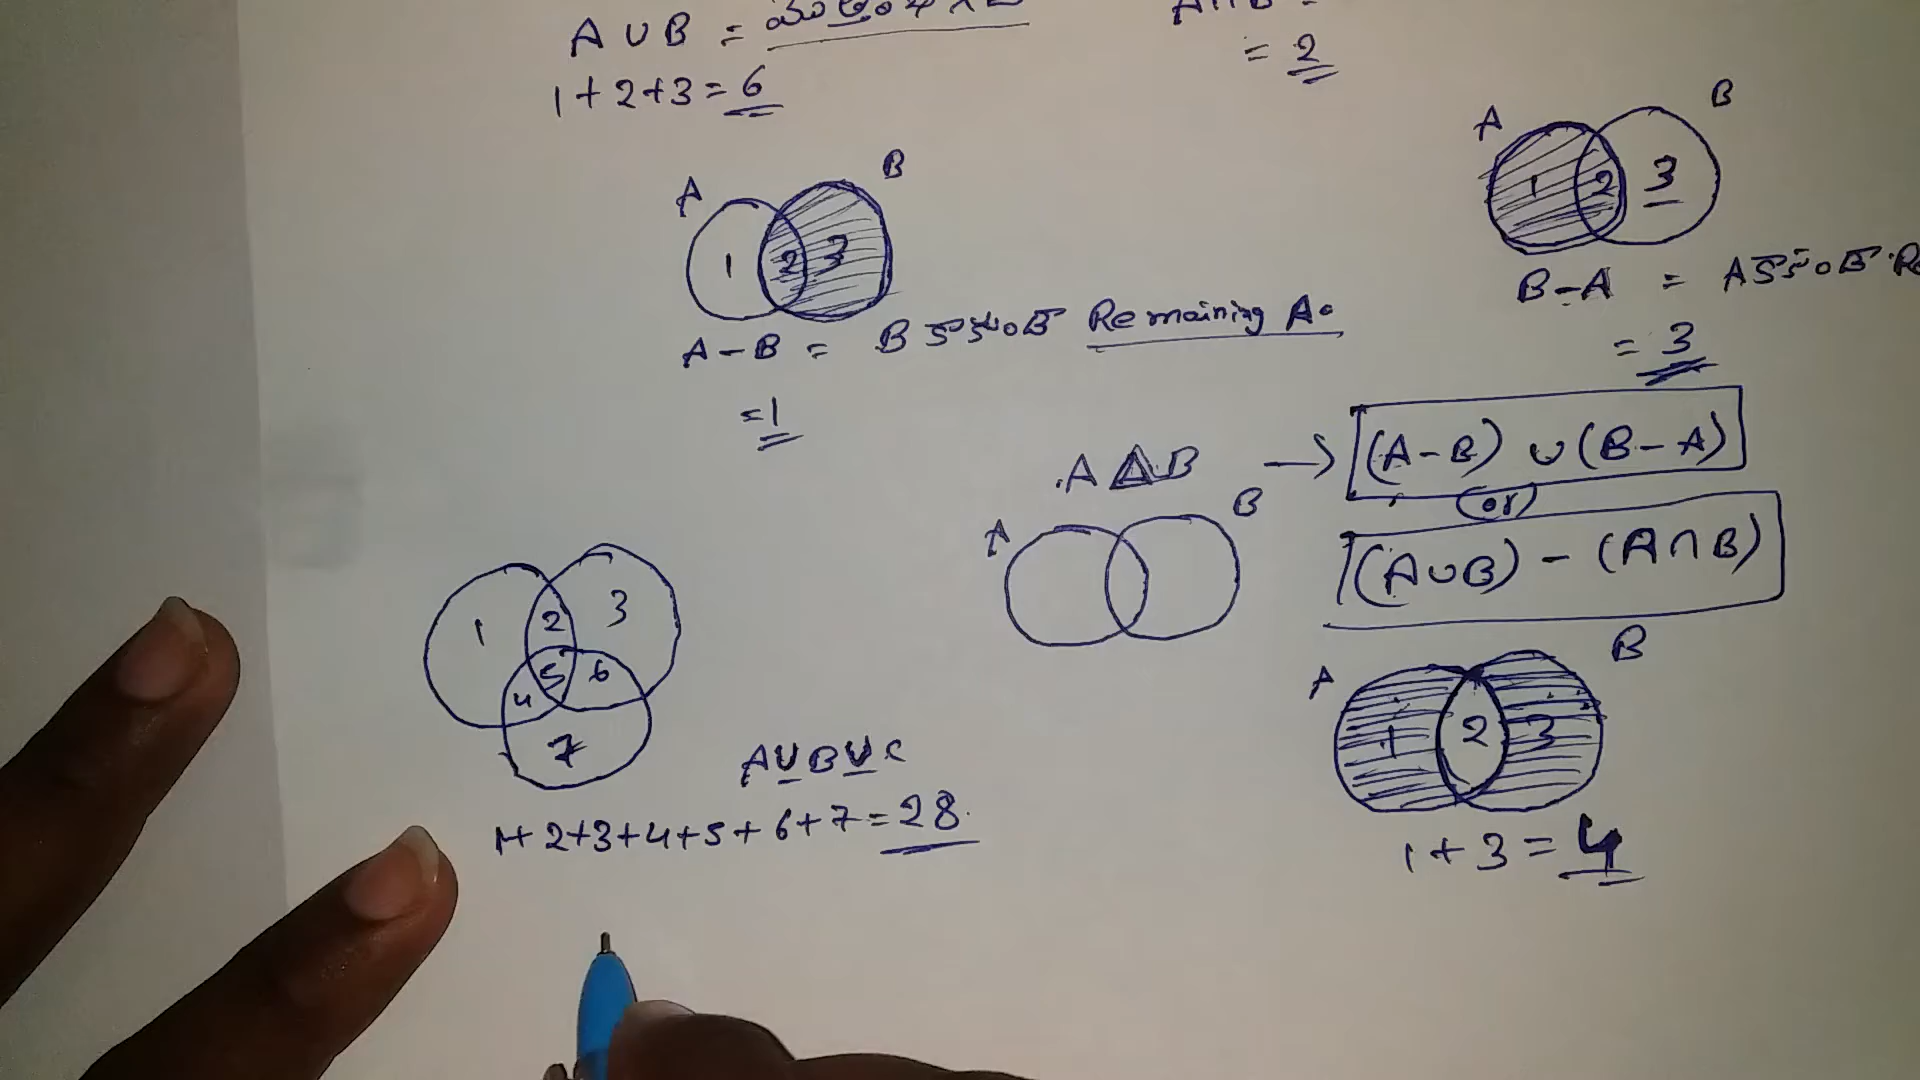 A ∪ B =
1+2+3=6
= 2
A B
1 2 3
A B
1 2 3
A-B = B కాకుండా Remaining A
=1
B-A = A కాకుండా
= 3
A Δ B → (A-B) ∪ (B-A)
(or)
(A∪B) - (A∩B)
A B
1 2 3
4 5 6
7
A B
1 2 3
A∪B∪C
1+2+3+4+5+6+7=28
1+3=4